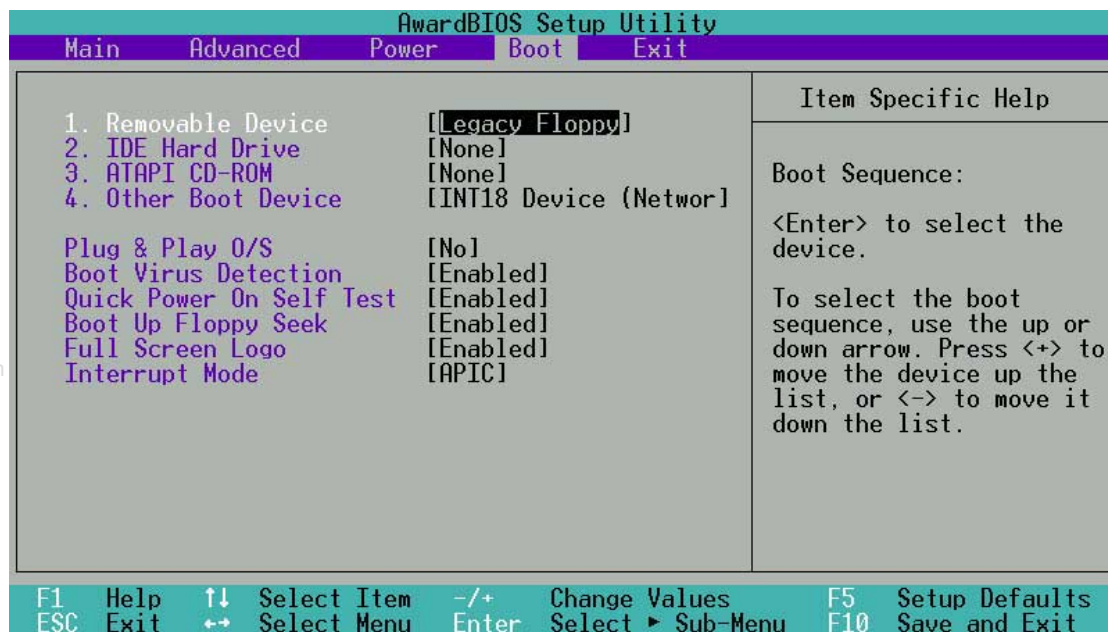 AwardBIOS Setup Utility
Main Advanced Power Boot Exit
1. Removable Device [Legacy Floppy]
2. IDE Hard Drive [None]
3. ATAPI CD-ROM [None]
4. Other Boot Device [INT18 Device (Networ]
Plug & Play O/S [No]
Boot Virus Detection [Enabled]
Quick Power On Self Test [Enabled]
Boot Up Floppy Seek [Enabled]
Full Screen Logo [Enabled]
Interrupt Mode [APIC]
Item Specific Help
Boot Sequence:
<Enter> to select the
device.
To select the boot
sequence, use the up or
down arrow. Press <+> to
move the device up the
list, or <-> to move it
down the list.
F1 Help ↑↓ Select Item -/+ Change Values F5 Setup Defaults
ESC Exit ←→ Select Menu Enter Select ► Sub-Menu F10 Save and Exit